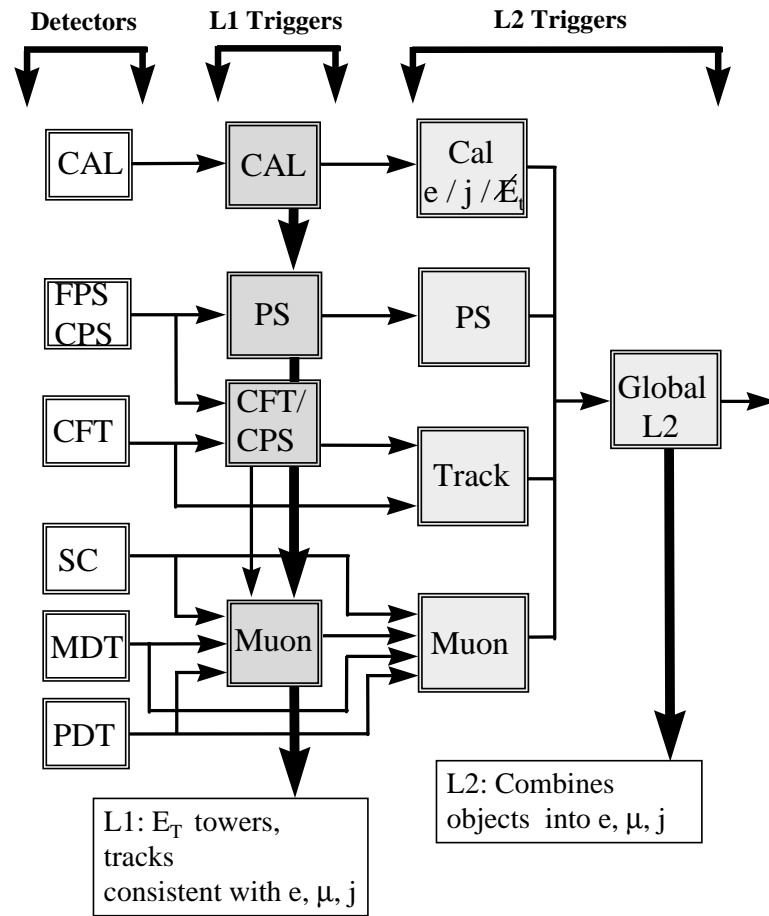 Detectors
L1 Triggers
L2 Triggers
CAL
CAL
Cal
e / j / E̸t
FPS
CPS
PS
PS
CFT/
CPS
CFT
Track
Global
L2
SC
MDT
PDT
Muon
Muon
L1: ET towers,
tracks
consistent with e, μ, j
L2: Combines
objects into e, μ, j